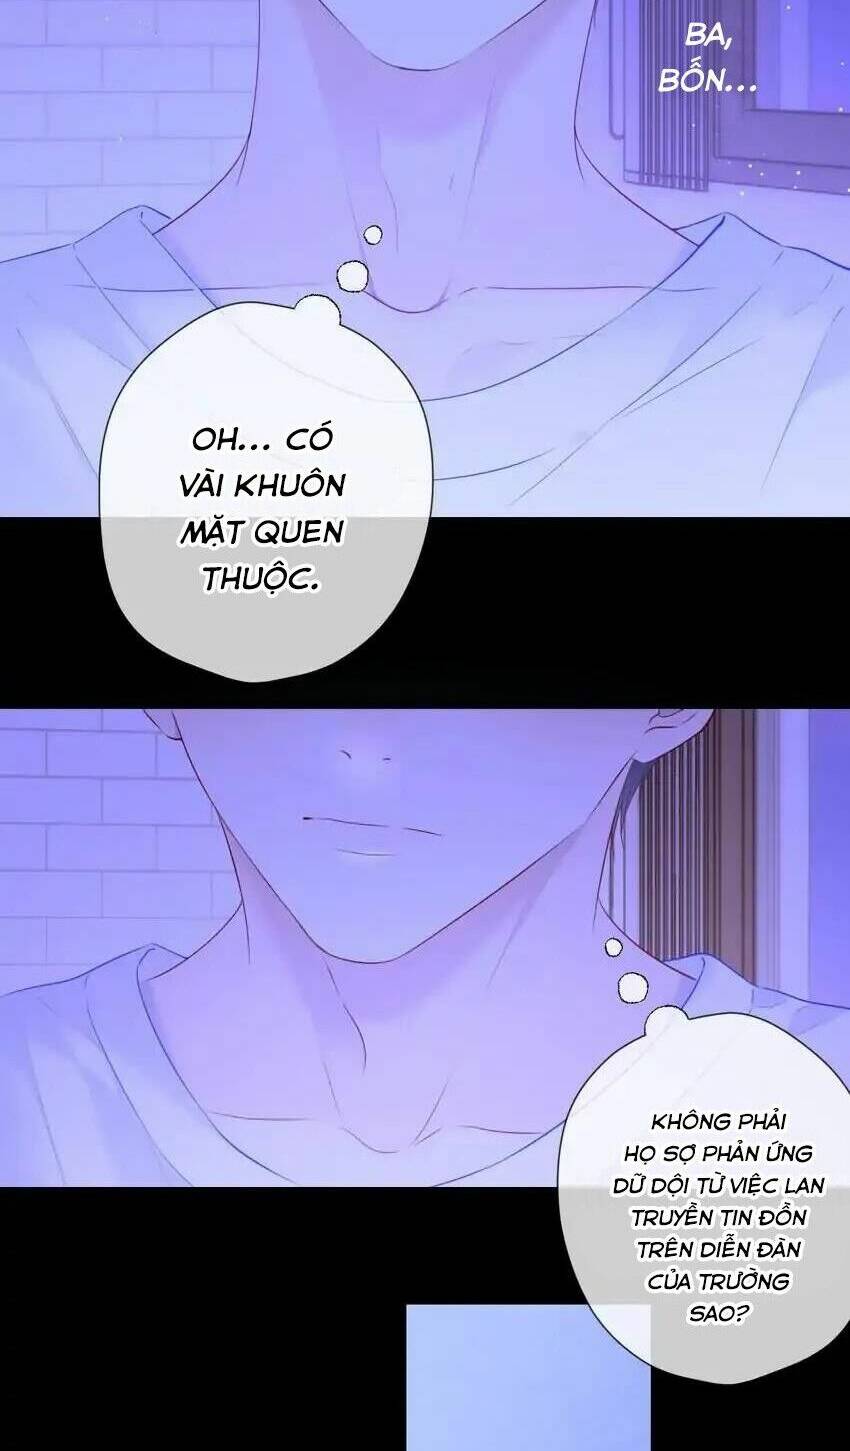 BA,
BỐN...
OH... CÓ
VÀI KHUÔN
MẶT QUEN
THUỘC.
KHÔNG PHẢI
HỌ SỢ PHẢN ỨNG
DỮ DỘI TỪ VIỆC LAN
TRUYỀN TIN ĐỒN
TRÊN DIỄN ĐÀN
CỦA TRƯỜNG
SAO?